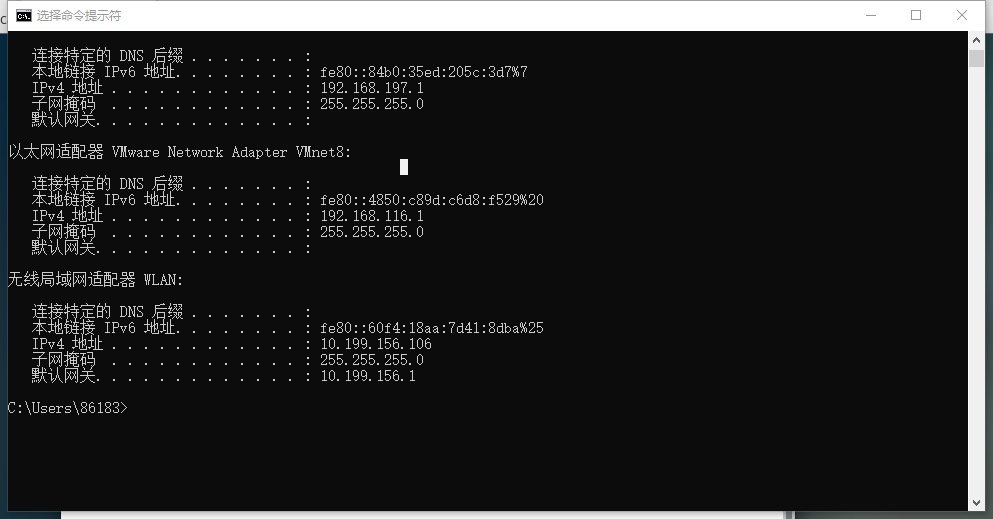 选择命令提示符
连接特定的 DNS 后缀 . . . . . . . :
本地链接 IPv6 地址. . . . . . . . : fe80::84b0:35ed:205c:3d7%7
IPv4 地址 . . . . . . . . . . . . : 192.168.197.1
子网掩码  . . . . . . . . . . . . : 255.255.255.0
默认网关. . . . . . . . . . . . . :
以太网适配器 VMware Network Adapter VMnet8:
连接特定的 DNS 后缀 . . . . . . . :
本地链接 IPv6 地址. . . . . . . . : fe80::4850:c89d:c6d8:f529%20
IPv4 地址 . . . . . . . . . . . . : 192.168.116.1
子网掩码  . . . . . . . . . . . . : 255.255.255.0
默认网关. . . . . . . . . . . . . :
无线局域网适配器 WLAN:
连接特定的 DNS 后缀 . . . . . . . :
本地链接 IPv6 地址. . . . . . . . : fe80::60f4:18aa:7d41:8dba%25
IPv4 地址 . . . . . . . . . . . . : 10.199.156.106
子网掩码  . . . . . . . . . . . . : 255.255.255.0
默认网关. . . . . . . . . . . . . : 10.199.156.1
C:\Users\86183>